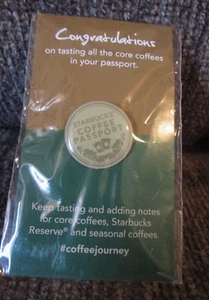 Congratulations
on tasting all the core coffees
in your passport.
STARBUCKS
COFFEE
PASSPORT
Keep tasting and adding notes
for core coffees, Starbucks
Reserve® and seasonal coffees.
#coffeejourney